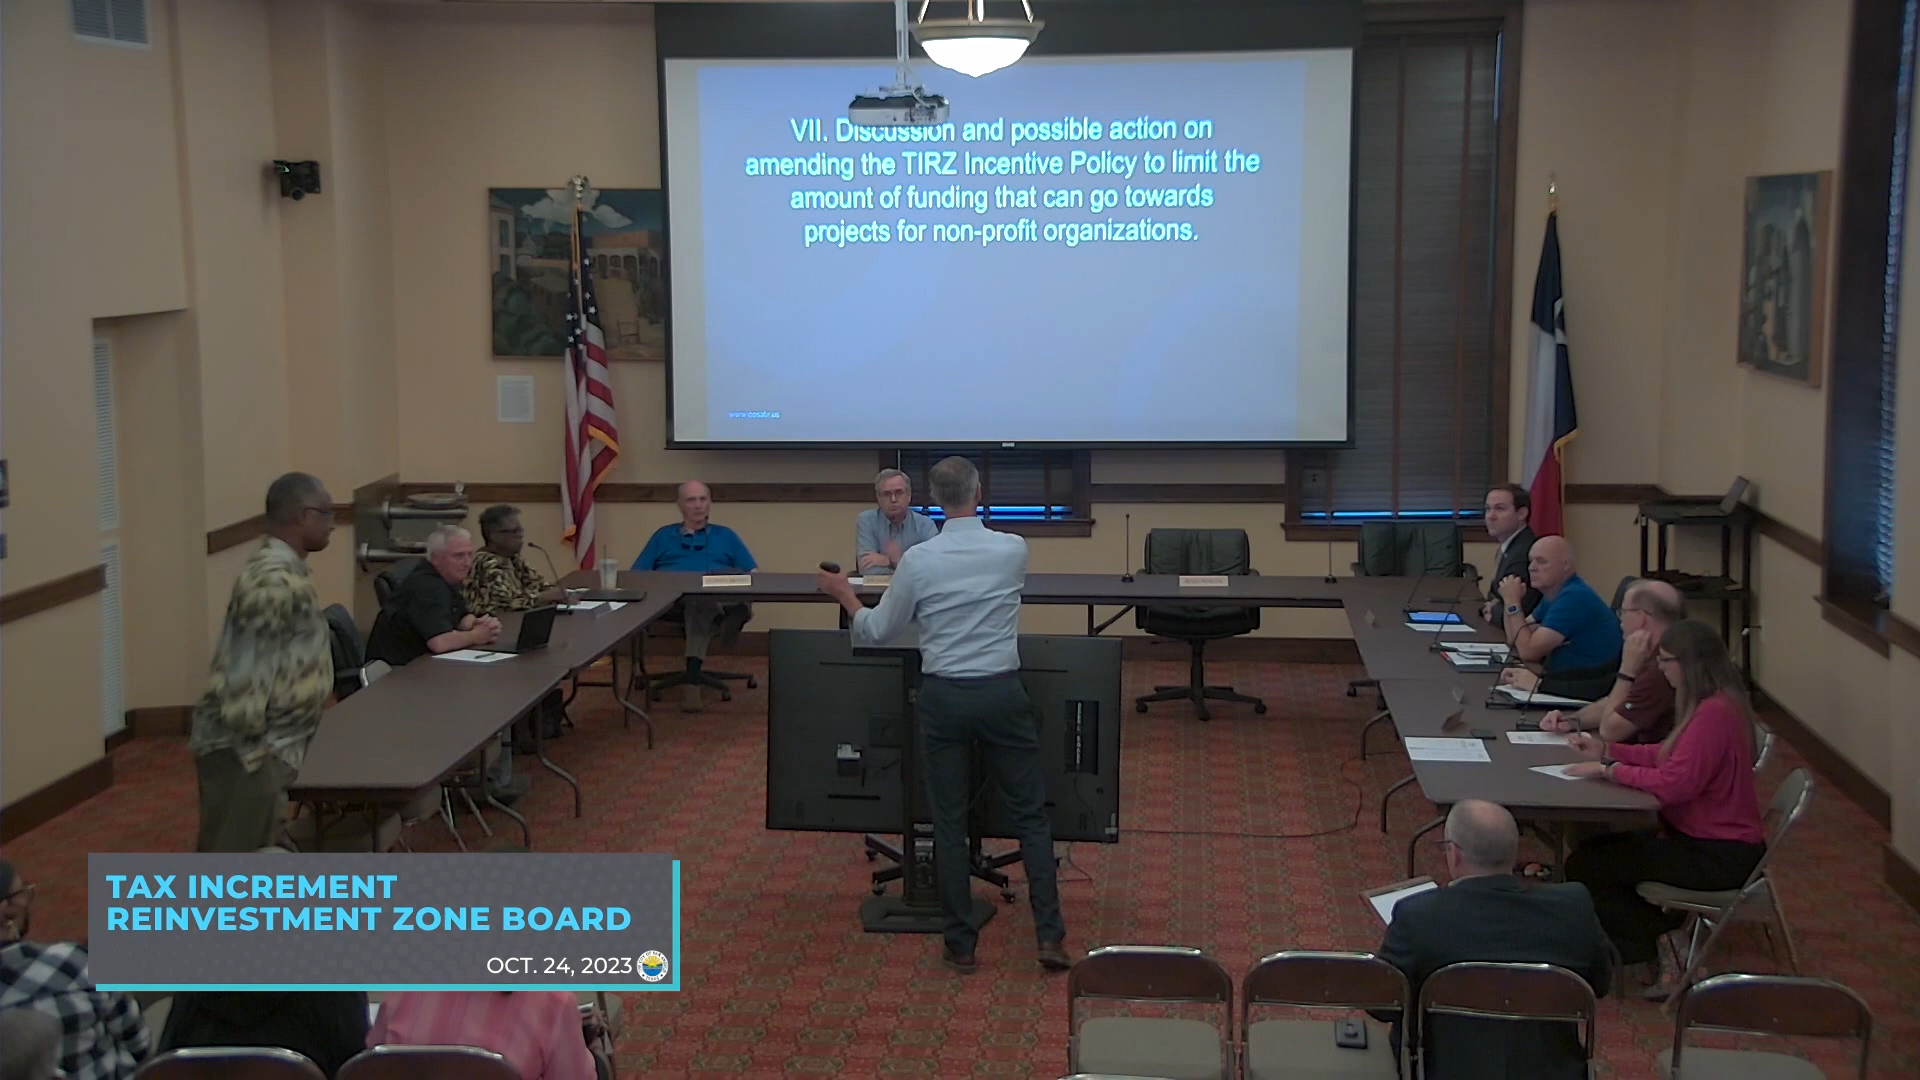 VII. Discussion and possible action on
amending the TIRZ Incentive Policy to limit the
amount of funding that can go towards
projects for non-profit organizations.
www.cosatx.us
TAX INCREMENT
REINVESTMENT ZONE BOARD
OCT. 24, 2023